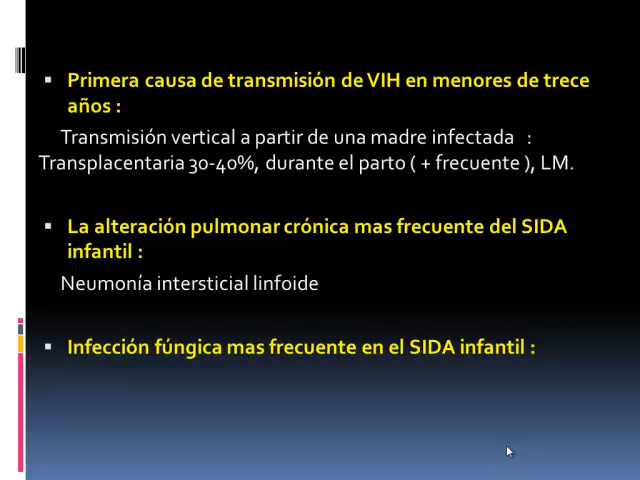 ▪ Primera causa de transmisión de VIH en menores de trece
años :
Transmisión vertical a partir de una madre infectada :
Transplacentaria 30-40%, durante el parto ( + frecuente ), LM.
▪ La alteración pulmonar crónica mas frecuente del SIDA
infantil :
Neumonía intersticial linfoide
▪ Infección fúngica mas frecuente en el SIDA infantil :